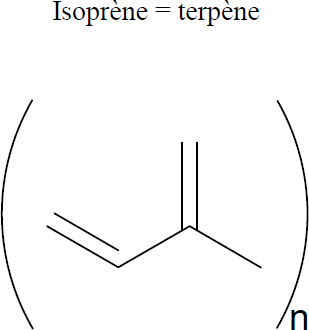 Isoprène = terpène
n